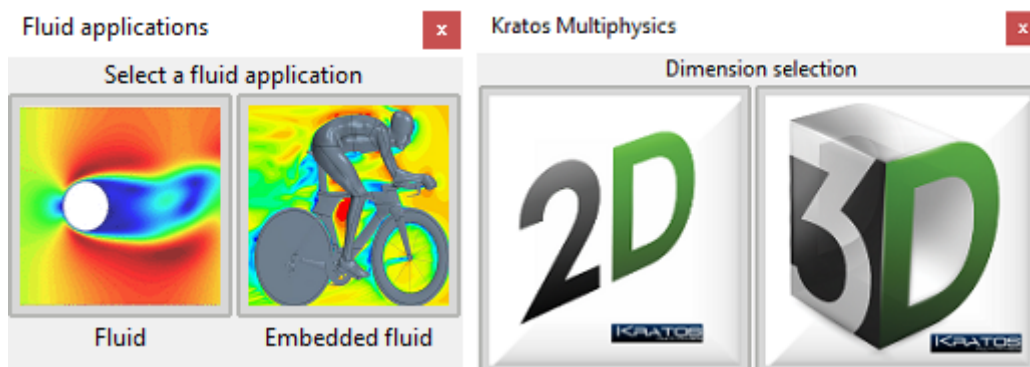 Fluid applications
x
Select a fluid application
Fluid
Embedded fluid
Kratos Multiphysics
x
Dimension selection
2D
KRATOS
3D
KRATOS